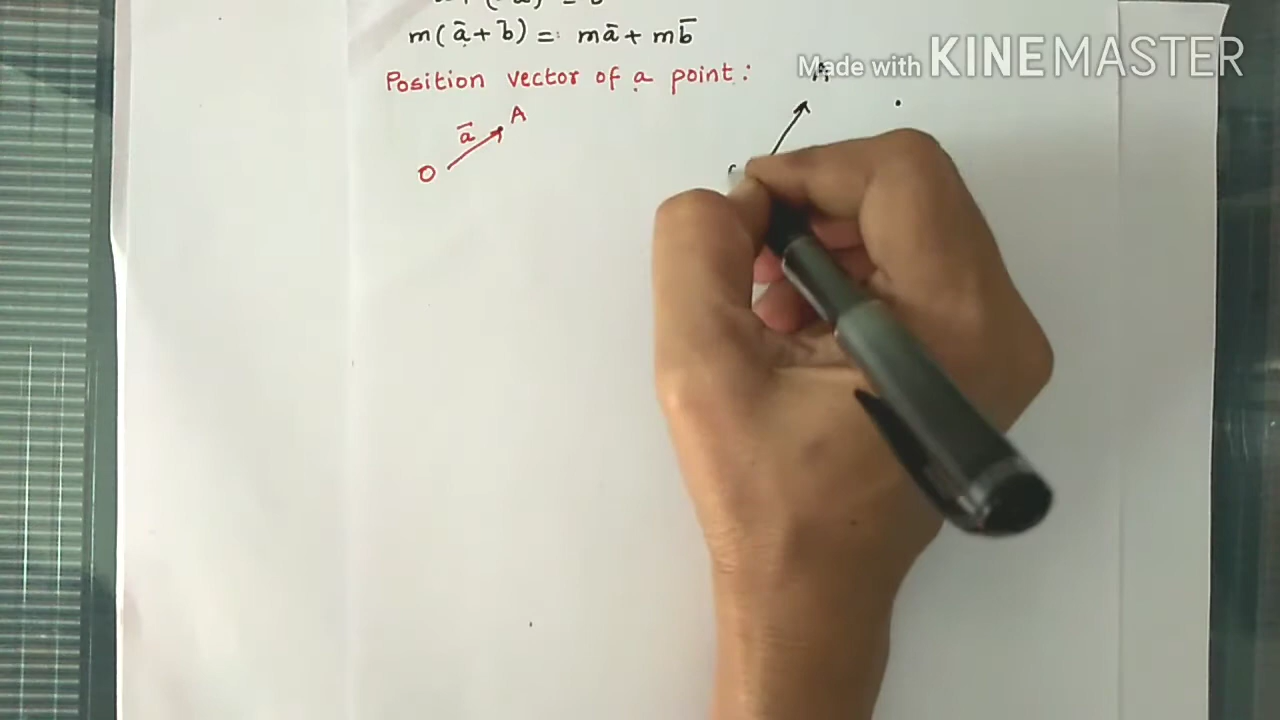 m(ā+b) = mā+mb̄
Made with KINEMASTER
Position vector of a point:
A
ā
A
O